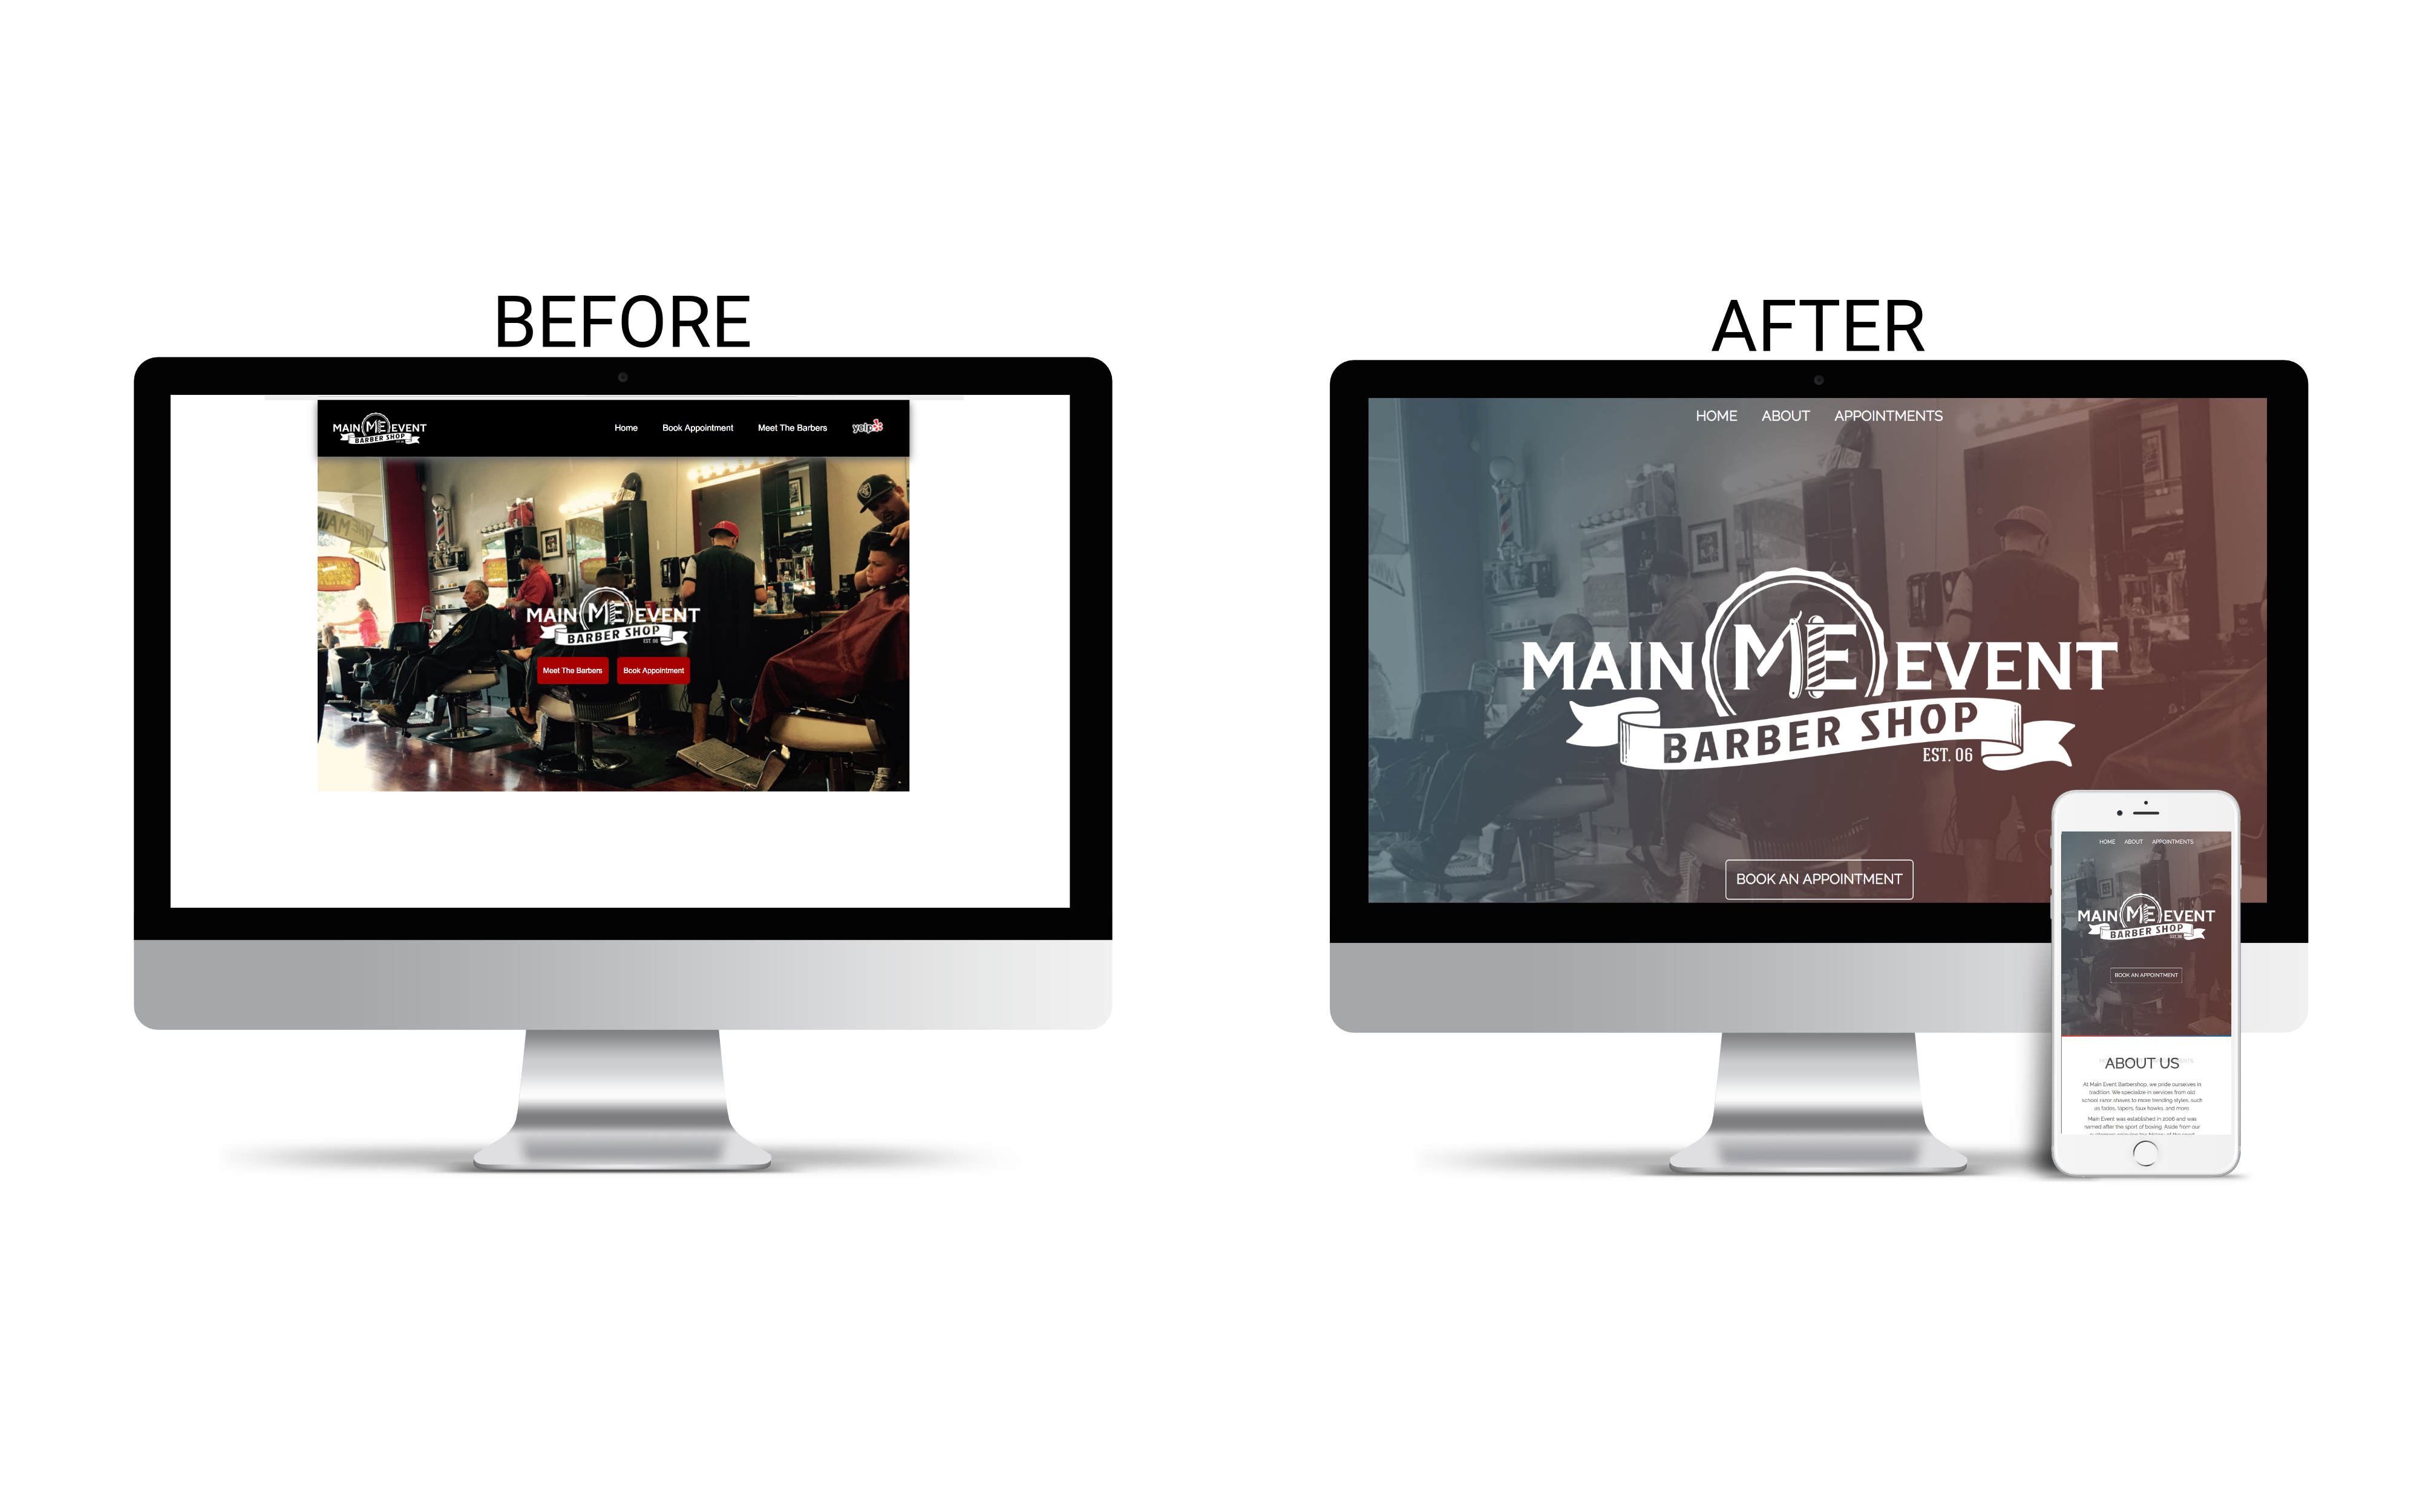 BEFORE
MAIN ME EVENT
BARBER SHOP
Home Book Appointment Meet The Barbers yelp
MAIN ME EVENT
BARBER SHOP
EST. 06
Meet The Barbers Book Appointment
AFTER
HOME ABOUT APPOINTMENTS
MAIN ME EVENT
BARBER SHOP
EST. 06
BOOK AN APPOINTMENT
HOME ABOUT APPOINTMENTS
MAIN ME EVENT
BARBER SHOP
EST. 06
BOOK AN APPOINTMENT
ABOUT US
At Main Event Barbershop, we pride ourselves in
tradition. We specialize in services from old
school razor shaves to more trending styles, such
as fades, tapers, faux hawks, and more.
Main Event was established in 2006 and was
named after the sport of boxing. Aside from our